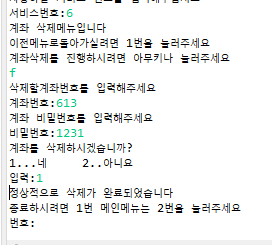 서비스번호:6
계좌 삭제메뉴입니다
이전메뉴로돌아가실려면 1번을 눌러주세요
계좌삭제를 진행하시려면 아무키나 눌러주세요
f
삭제할계좌번호를 입력해주세요
계좌번호:613
계좌 비밀번호를 입력해주세요
비밀번호:1231
계좌를 삭제하시겠습니까?
1...네 2..아니요
입력:1
정상적으로 삭제가 완료되었습니다
종료하시려면 1번 메인메뉴는 2번을 눌러주세요
번호: